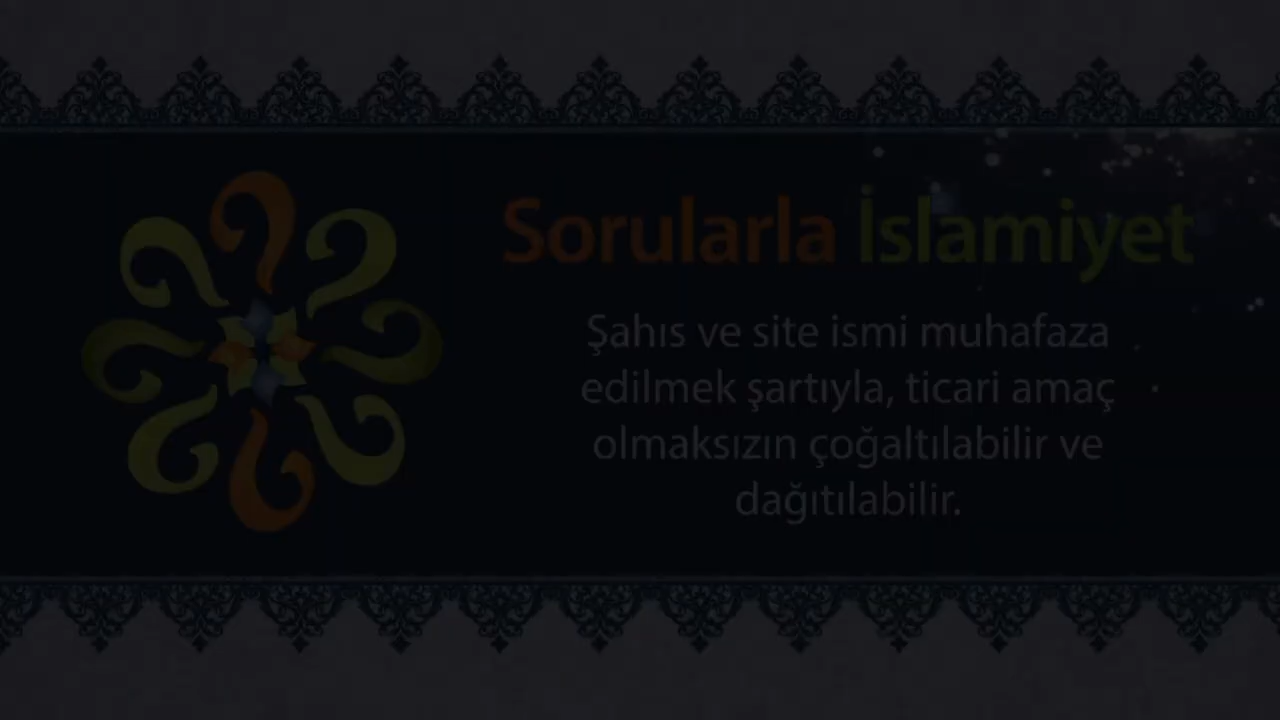 Sorularla İslamiyet
Şahıs ve site ismi muhafaza
edilmek şartıyla, ticari amaç
olmaksızın çoğaltılabilir ve
dağıtılabilir.